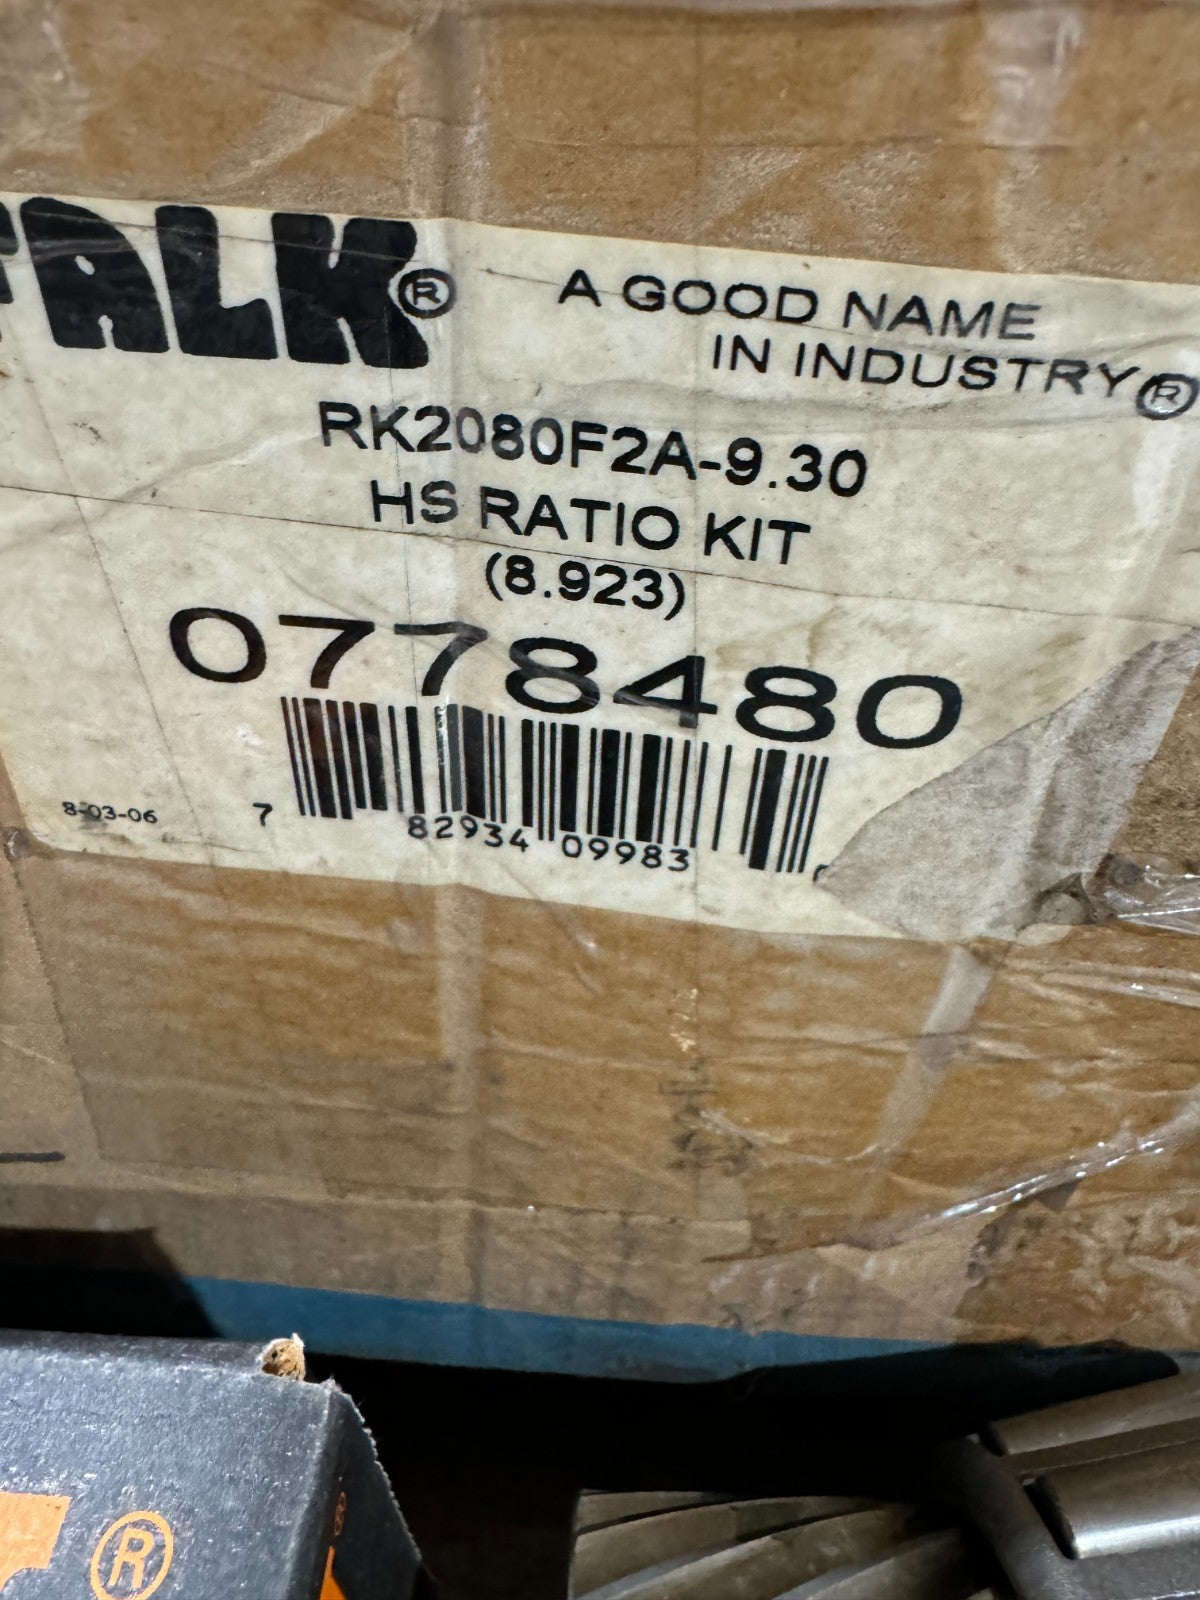 FALK®
A GOOD NAME
IN INDUSTRY®
RK2080F2A-9.30
HS RATIO KIT
(8.923)
0778480
8-03-06
7 82934 09983
®